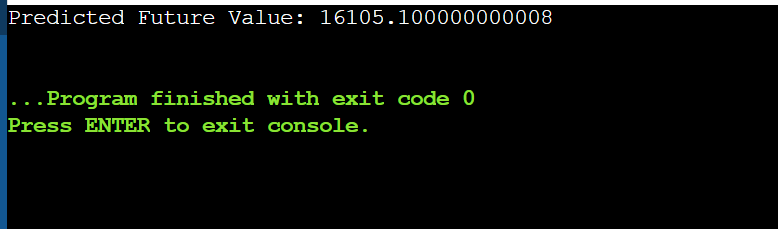 Predicted Future Value: 16105.100000000008
...Program finished with exit code 0
Press ENTER to exit console.